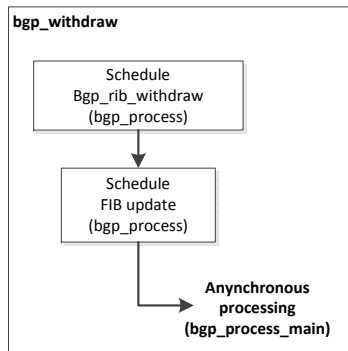 bgp_withdraw
Schedule
Bgp_rib_withdraw
(bgp_process)
Schedule
FIB update
(bgp_process)
Anynchronous
processing
(bgp_process_main)